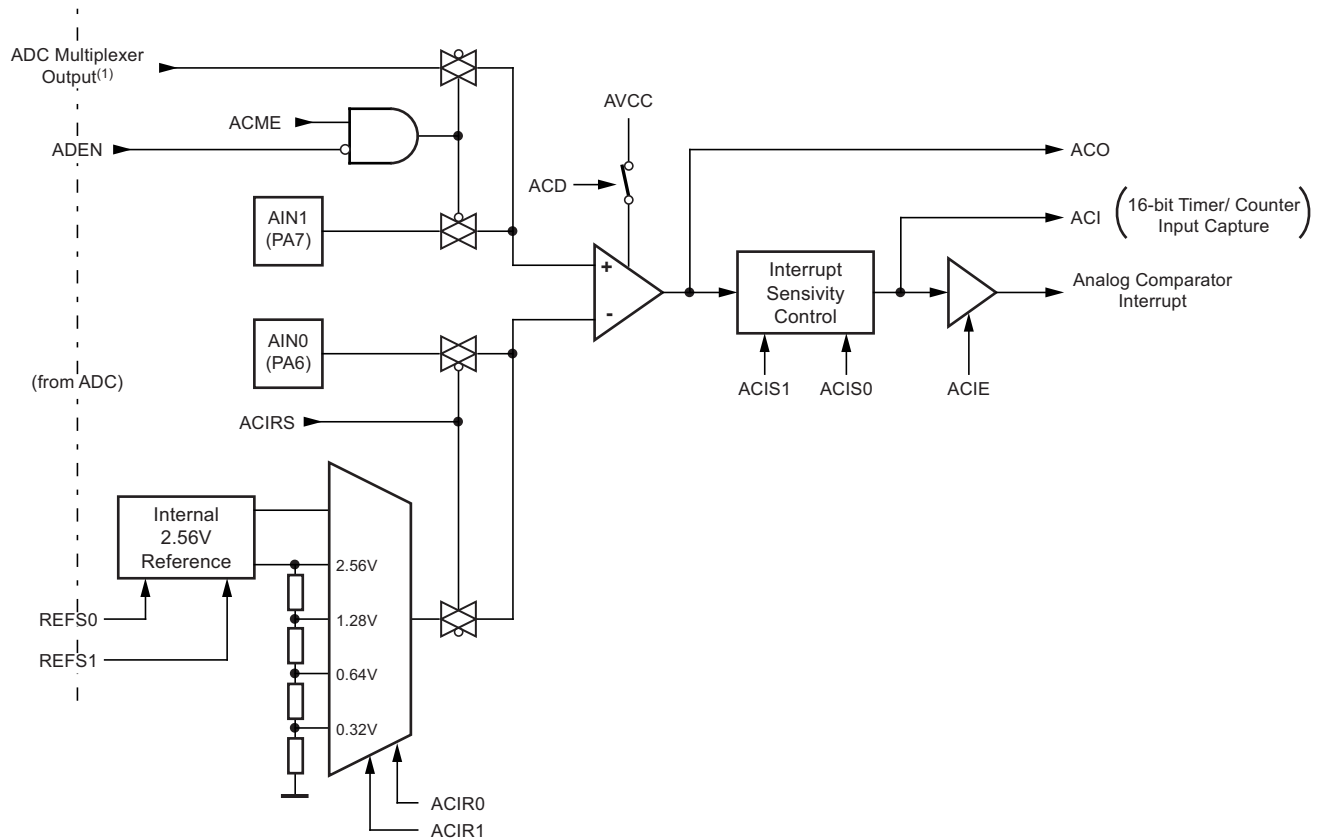 ADC Multiplexer
Output(1)
ACME
ADEN
AIN1
(PA7)
AVCC
ACD
+
-
ACO
ACI
(16-bit Timer/ Counter
Input Capture)
Interrupt
Sensivity
Control
Analog Comparator
Interrupt
ACIS1
ACIS0
ACIE
AIN0
(PA6)
(from ADC)
ACIRS
Internal
2.56V
Reference
2.56V
1.28V
0.64V
0.32V
REFS0
REFS1
ACIR0
ACIR1